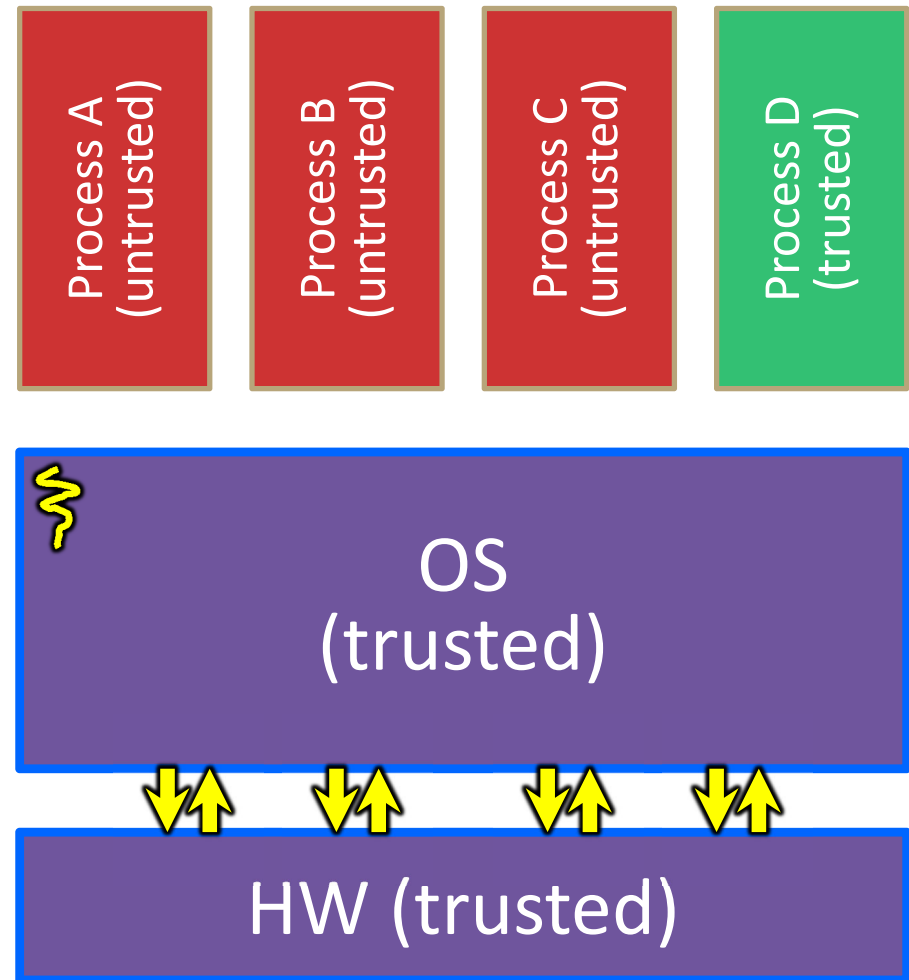 Process A
(untrusted)
Process B
(untrusted)
Process C
(untrusted)
Process D
(trusted)
OS
(trusted)
HW (trusted)